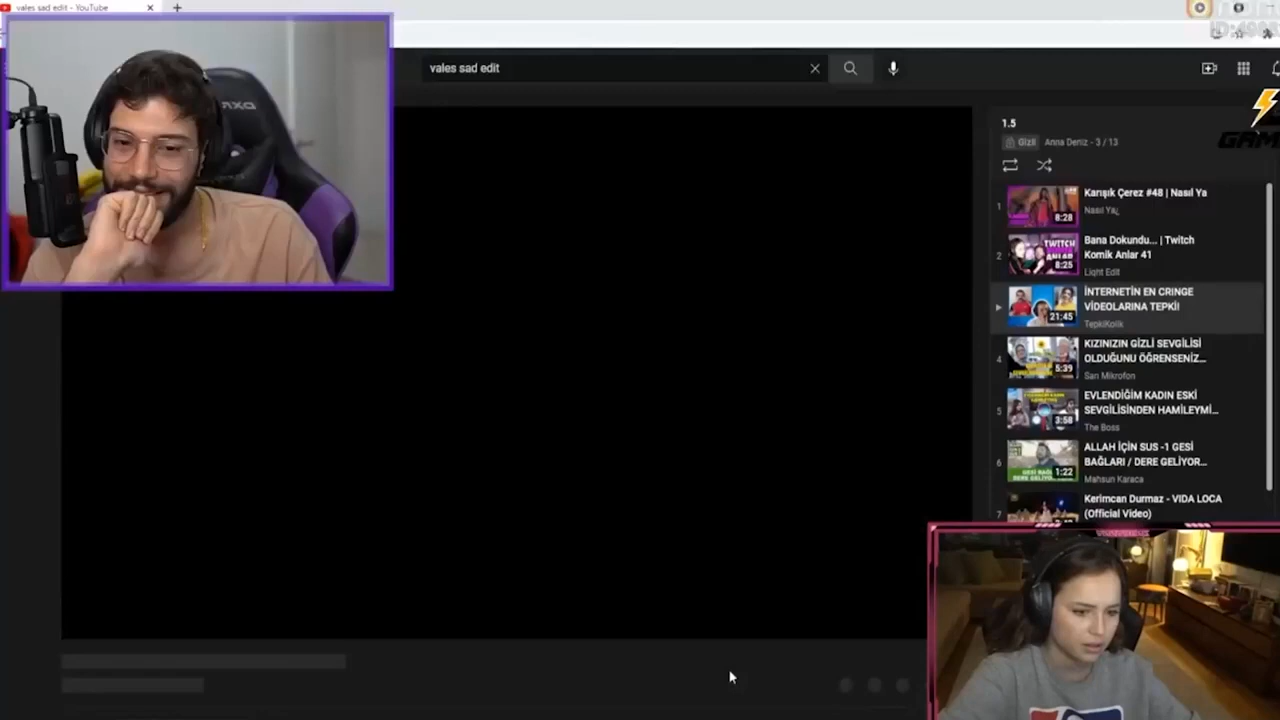 vales sad edit - YouTube
ID:498
vales sad edit
1.5
Gizli
Anna Deniz - 3 / 13
GAM
1
Karışık Çerez #48 | Nasıl Ya
Nasıl Ya¿
8:28
2
Bana Dokundu... | Twitch
Komik Anlar 41
Light Edit
TWITCH
8:25
İNTERNETİN EN CRINGE
VİDEOLARINA TEPKİ!
TepkiKolik
21:45
4
KIZINIZIN GİZLİ SEVGİLİSİ
OLDUĞUNU ÖĞRENSENİZ...
Sarı Mikrofon
5:39
5
EVLENDİĞİM KADIN ESKİ
SEVGİLİSİNDEN HAMİLEYMİ...
The Boss
3:58
6
ALLAH İÇİN SUS -1 GESİ
BAĞLARI / DERE GELİYOR...
Mahsun Karaca
1:22
7
Kerimcan Durmaz - VIDA LOCA
(Official Video)